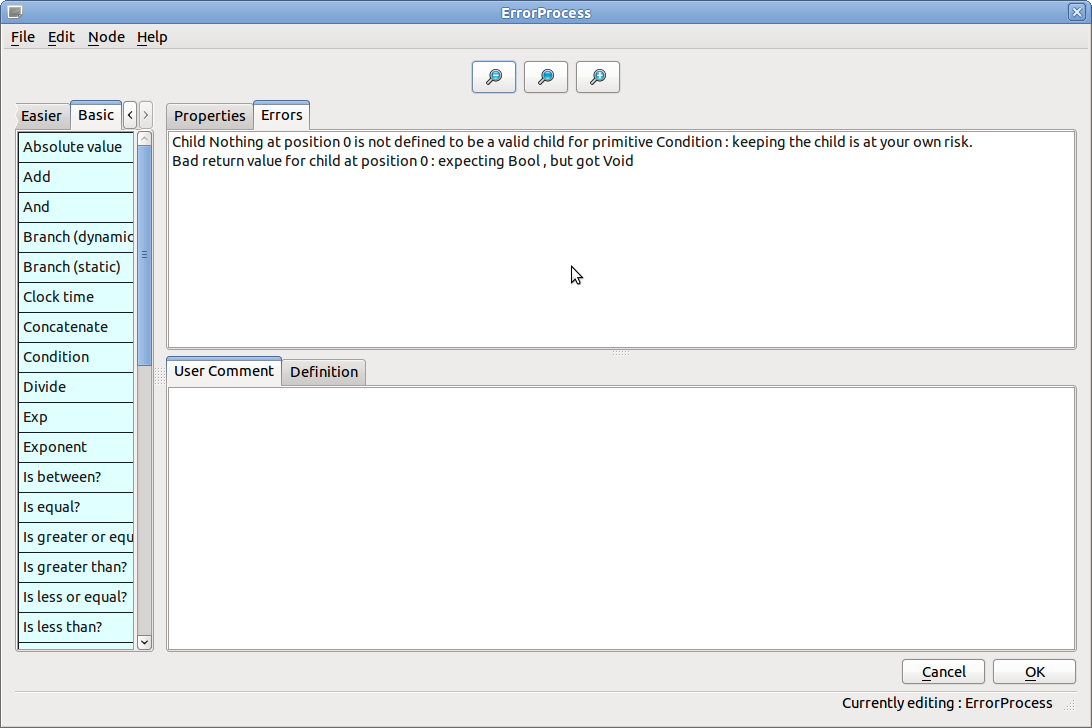 ErrorProcess
File Edit Node Help
Easier Basic
Properties Errors
Absolute value
Add
And
Branch (dynamic
Branch (static)
Clock time
Concatenate
Condition
Divide
Exp
Exponent
Is between?
Is equal?
Is greater or equ
Is greater than?
Is less or equal?
Is less than?
Child Nothing at position 0 is not defined to be a valid child for primitive Condition : keeping the child is at your own risk.
Bad return value for child at position 0 : expecting Bool , but got Void
User Comment Definition
Cancel OK
Currently editing : ErrorProcess